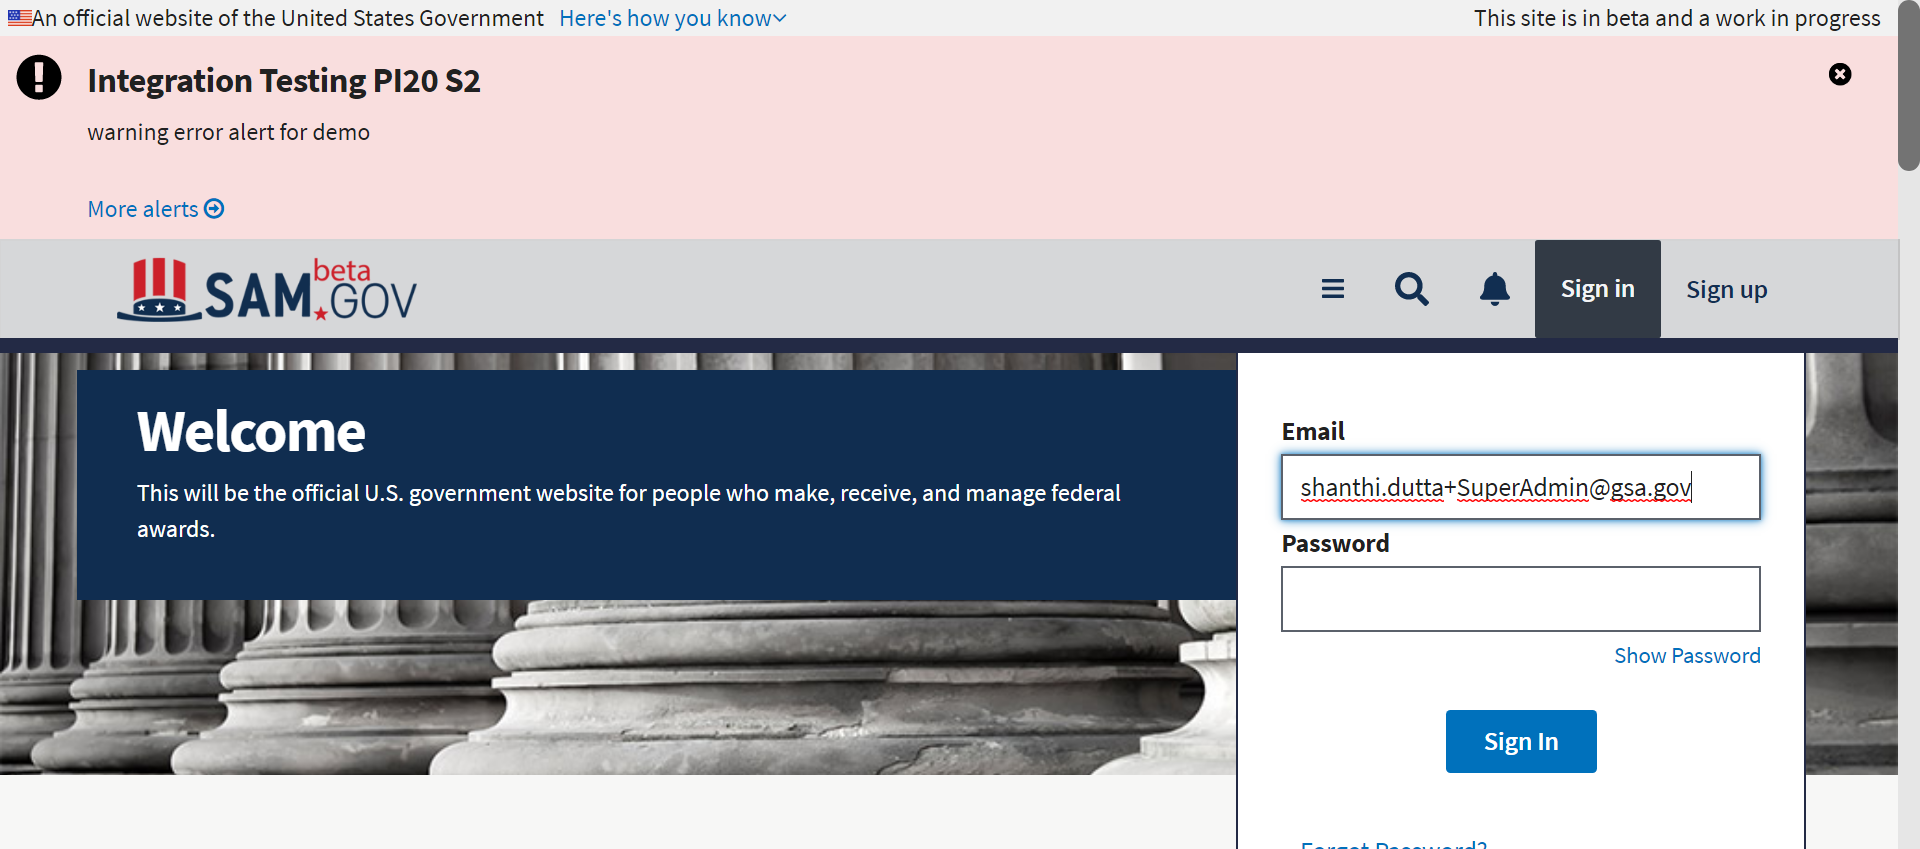 An official website of the United States Government Here's how you know
This site is in beta and a work in progress
Integration Testing PI20 S2
warning error alert for demo
More alerts
SAM.GOV beta
Sign in
Sign up
Welcome
This will be the official U.S. government website for people who make, receive, and manage federal
awards.
Email
shanthi.dutta+SuperAdmin@gsa.gov
Password
Show Password
Sign In
Forgot Password?